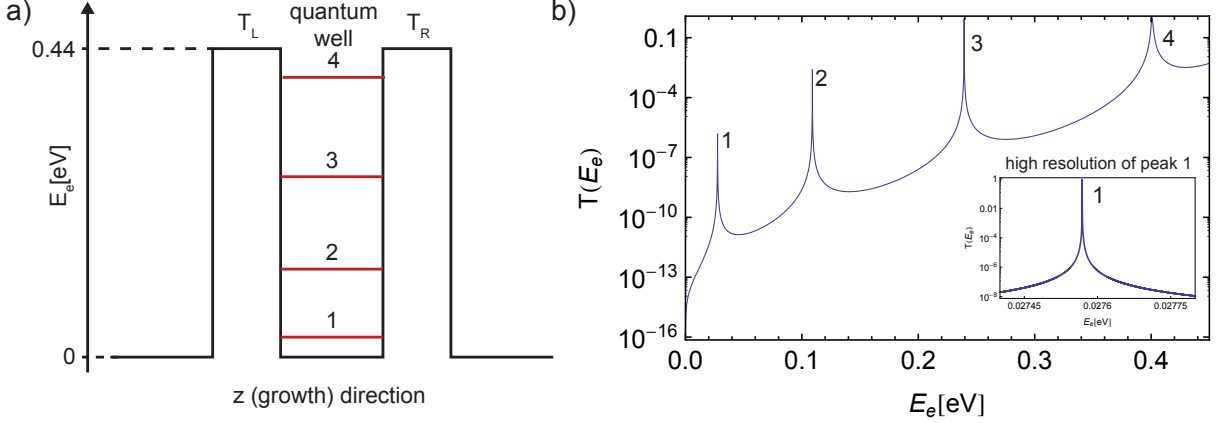 a)
T_L
quantum
well
T_R
0.44
4
3
2
1
E_e[eV]
0
z (growth) direction
b)
0.1
10^-4
10^-7
10^-10
10^-13
10^-16
T(E_e)
1
2
3
4
high resolution of peak 1
1
0.01
10^-4
10^-6
10^-8
T(E_e)
1
0.02745
0.0276
0.02775
E_e[eV]
0.0
0.1
0.2
0.3
0.4
E_e[eV]